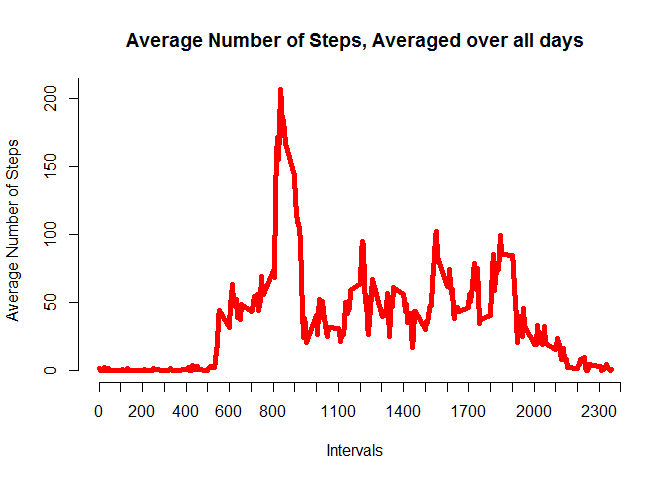 Average Number of Steps, Averaged over all days
Average Number of Steps
200
150
100
50
0
0 200 400 600 800 1100 1400 1700 2000 2300
Intervals